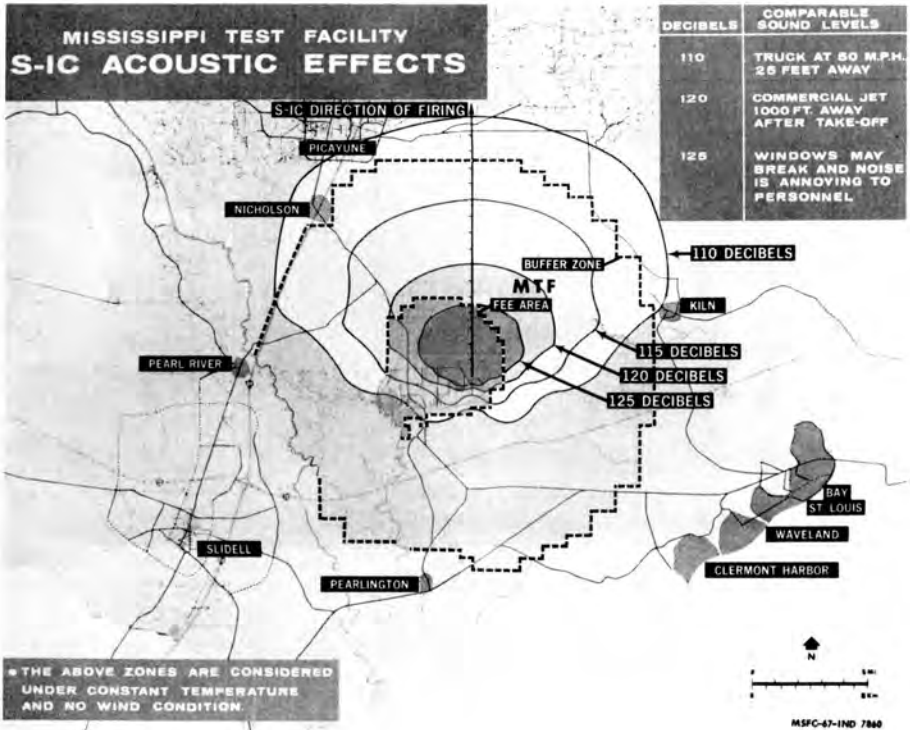 MISSISSIPPI TEST FACILITY
S-IC ACOUSTIC EFFECTS
DECIBELS
COMPARABLE
SOUND LEVELS
110
TRUCK AT 50 M.P.H.
25 FEET AWAY
120
COMMERCIAL JET
1000 FT. AWAY
AFTER TAKE-OFF
125
WINDOWS MAY
BREAK AND NOISE
IS ANNOYING TO
PERSONNEL
S-IC DIRECTION OF FIRING
PICAYUNE
NICHOLSON
110 DECIBELS
BUFFER ZONE
MTF
FEE AREA
KILN
115 DECIBELS
PEARL RIVER
120 DECIBELS
125 DECIBELS
BAY
ST LOUIS
WAVELAND
SLIDELL
CLERMONT HARBOR
PEARLINGTON
N
THE ABOVE ZONES ARE CONSIDERED
UNDER CONSTANT TEMPERATURE
AND NO WIND CONDITION.
5 Mi
8 Km
MSFC-67-IND 7860